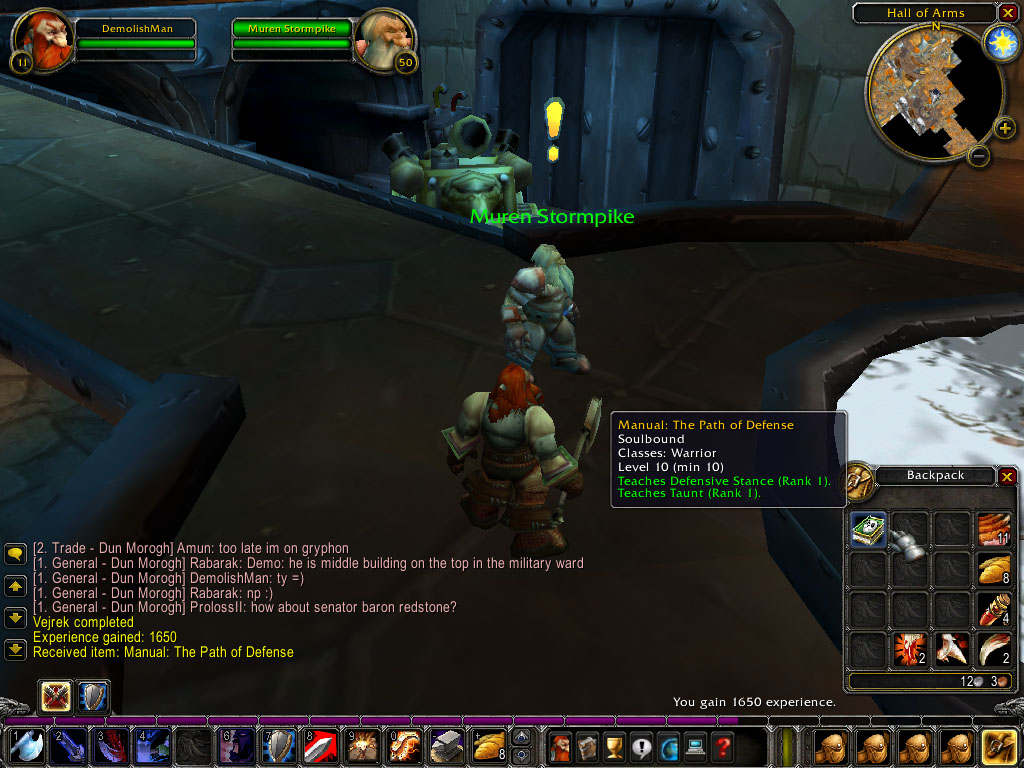 DemolishMan
11
Muren Stormpike
50
Hall of Arms
N
Muren Stormpike
Manual: The Path of Defense
Soulbound
Classes: Warrior
Level 10 (min 10)
Teaches Defensive Stance (Rank 1).
Teaches Taunt (Rank 1).
Backpack
11
8
4
2
2
12 3
[2. Trade - Dun Morogh] Amun: too late im on gryphon
[1. General - Dun Morogh] Rabarak: Demo: he is middle building on the top in the military ward
[1. General - Dun Morogh] DemolishMan: ty =)
[1. General - Dun Morogh] Rabarak: np :)
[1. General - Dun Morogh] ProlossII: how about senator baron redstone?
Vejrek completed
Experience gained: 1650
Received item: Manual: The Path of Defense
You gain 1650 experience.
1 2 3 4 6 7 8 9 0 - + 8